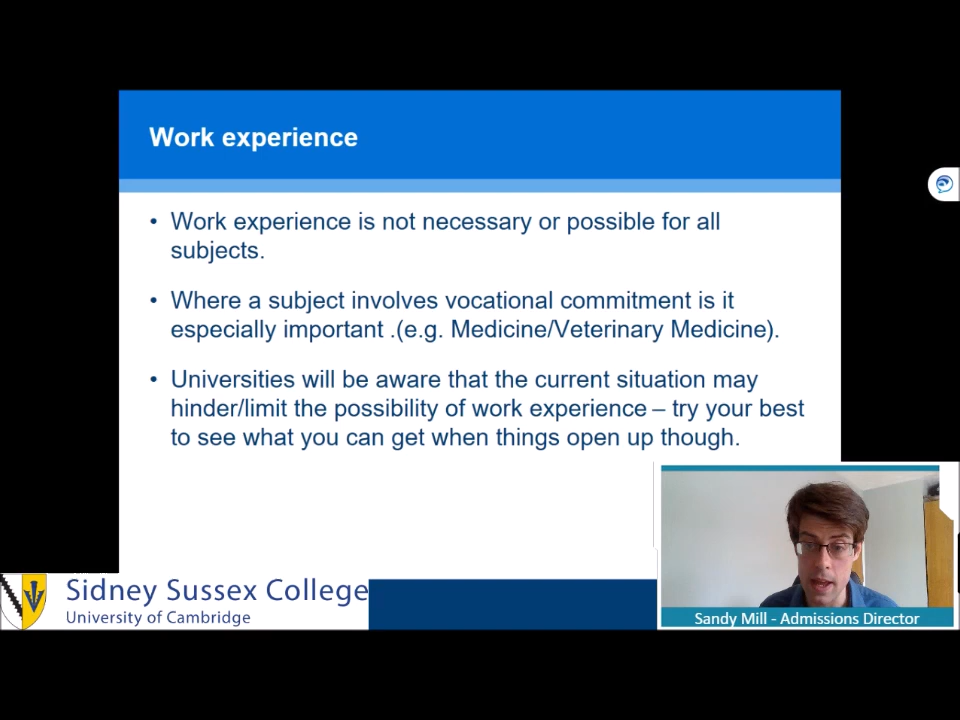 Work experience
• Work experience is not necessary or possible for all
subjects.
• Where a subject involves vocational commitment is it
especially important .(e.g. Medicine/Veterinary Medicine).
• Universities will be aware that the current situation may
hinder/limit the possibility of work experience – try your best
to see what you can get when things open up though.
Sidney Sussex College
University of Cambridge
Sandy Mill - Admissions Director